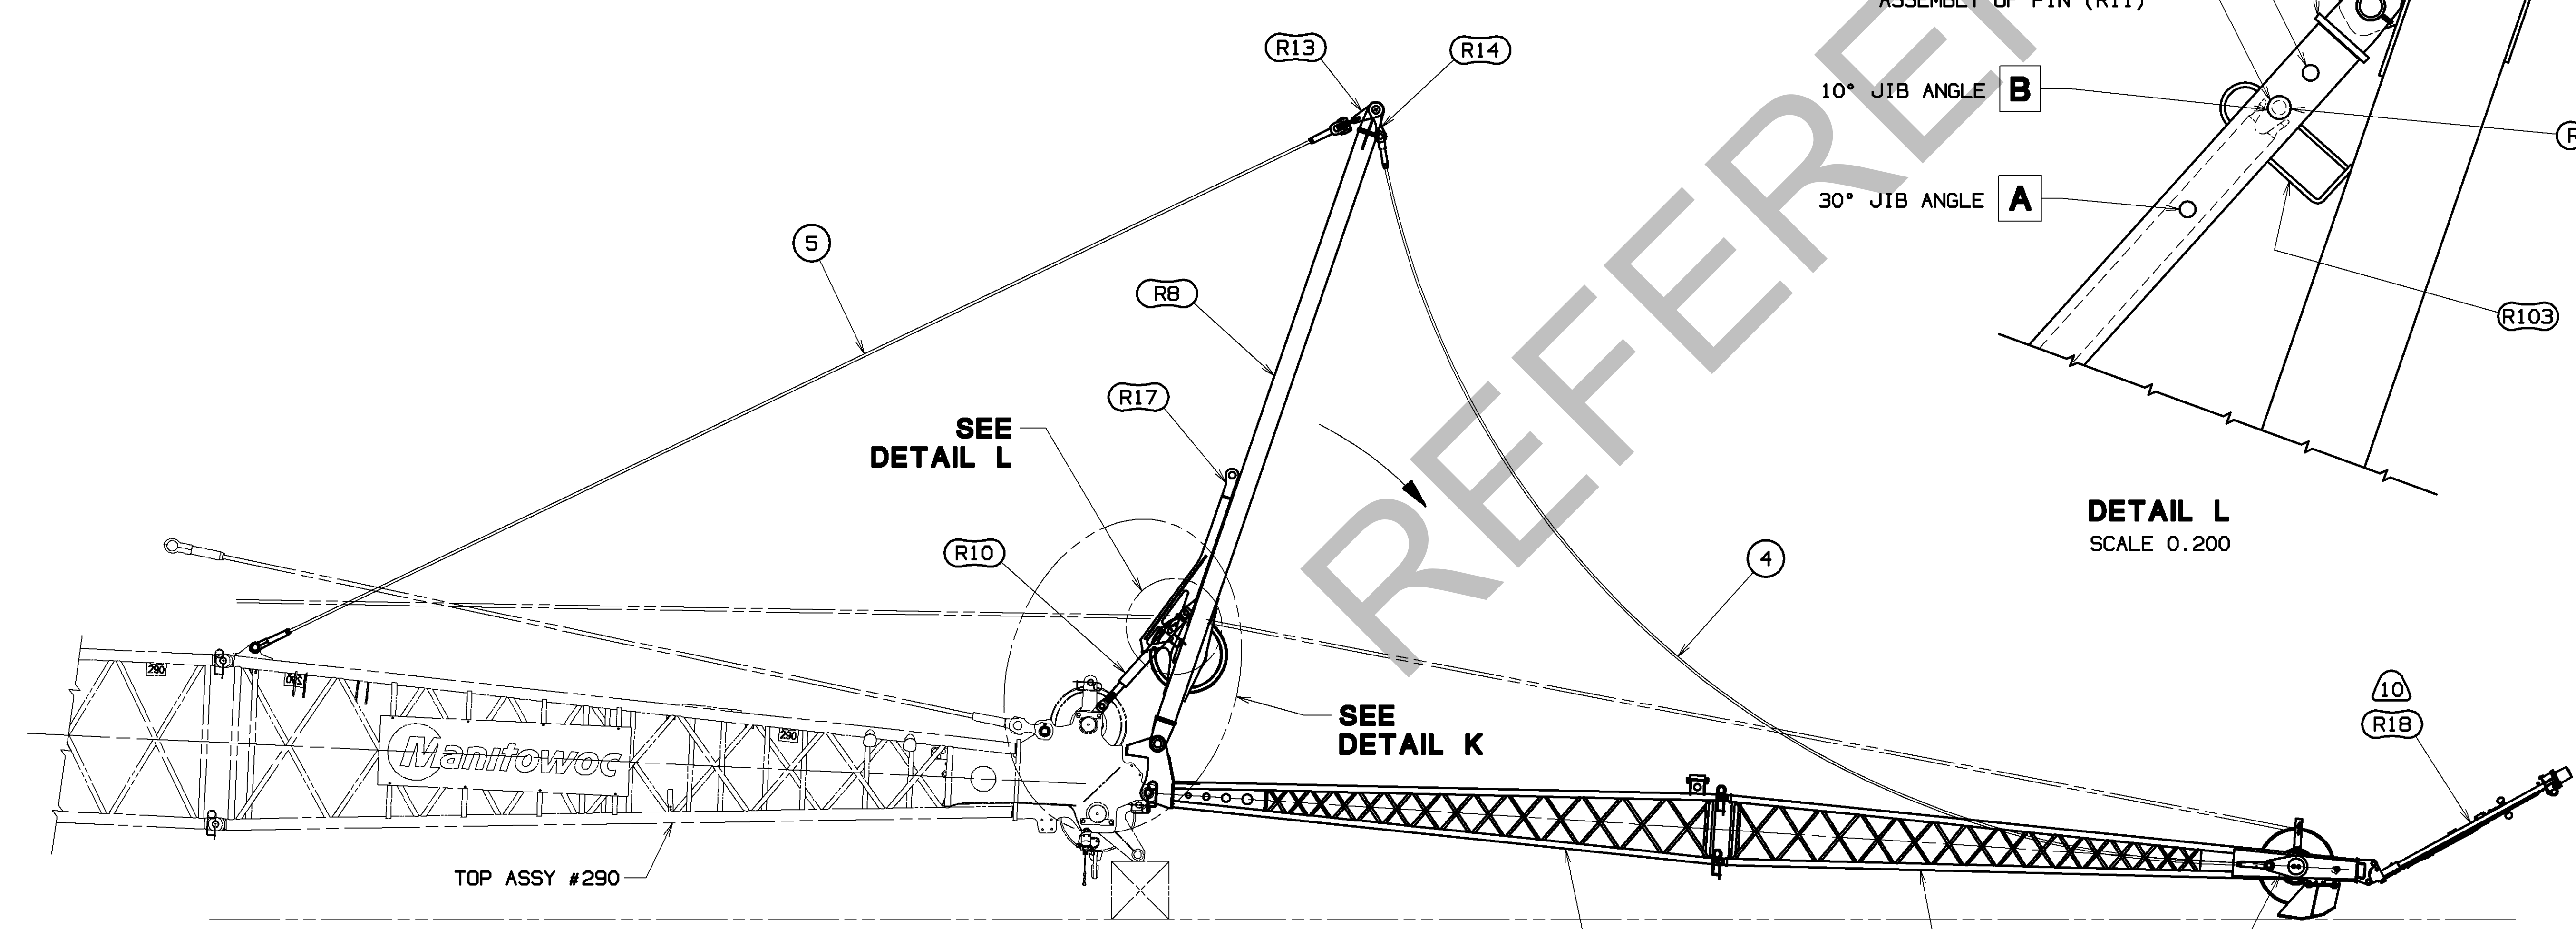 ASSEMBLY OF PIN (R11)
R13
R14
10° JIB ANGLE B
30° JIB ANGLE A
5
R8
R103
R17
SEE
DETAIL L
DETAIL L
SCALE 0.200
R10
4
10
R18
SEE
DETAIL K
290
290
290
Manitowoc
TOP ASSY #290